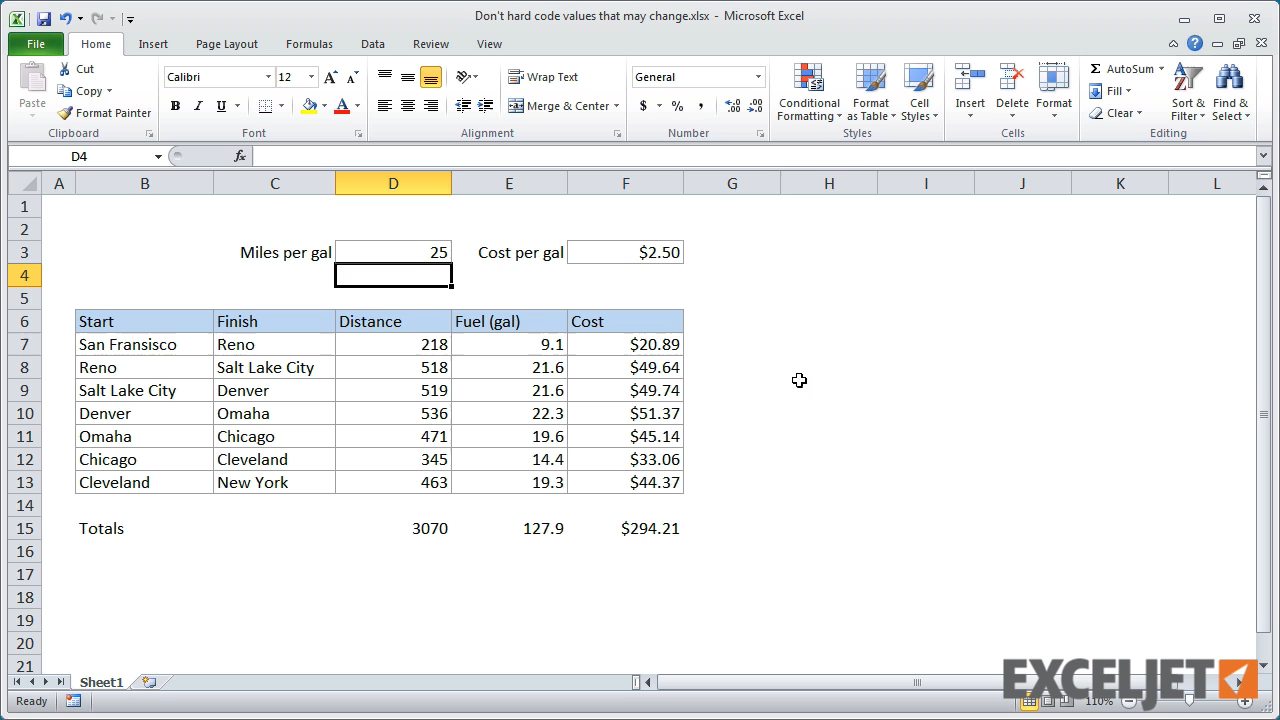 Don't hard code values that may change.xlsx - Microsoft Excel
File Home Insert Page Layout Formulas Data Review View
Paste Cut Copy Format Painter Clipboard
Calibri 12 B I U A Font
Wrap Text Merge & Center Alignment
General $ % , Number
Conditional Formatting Format as Table Cell Styles Styles
Insert Delete Format Cells
Σ AutoSum Fill Clear Sort & Filter Find & Select Editing
D4 fx
A B C D E F G H I J K L
1
2
3 Miles per gal 25 Cost per gal $2.50
4
5
6 Start Finish Distance Fuel (gal) Cost
7 San Fransisco Reno 218 9.1 $20.89
8 Reno Salt Lake City 518 21.6 $49.64
9 Salt Lake City Denver 519 21.6 $49.74
10 Denver Omaha 536 22.3 $51.37
11 Omaha Chicago 471 19.6 $45.14
12 Chicago Cleveland 345 14.4 $33.06
13 Cleveland New York 463 19.3 $44.37
14
15 Totals 3070 127.9 $294.21
16
17
18
19
20
21
Sheet1
EXCELJET
Ready 110%